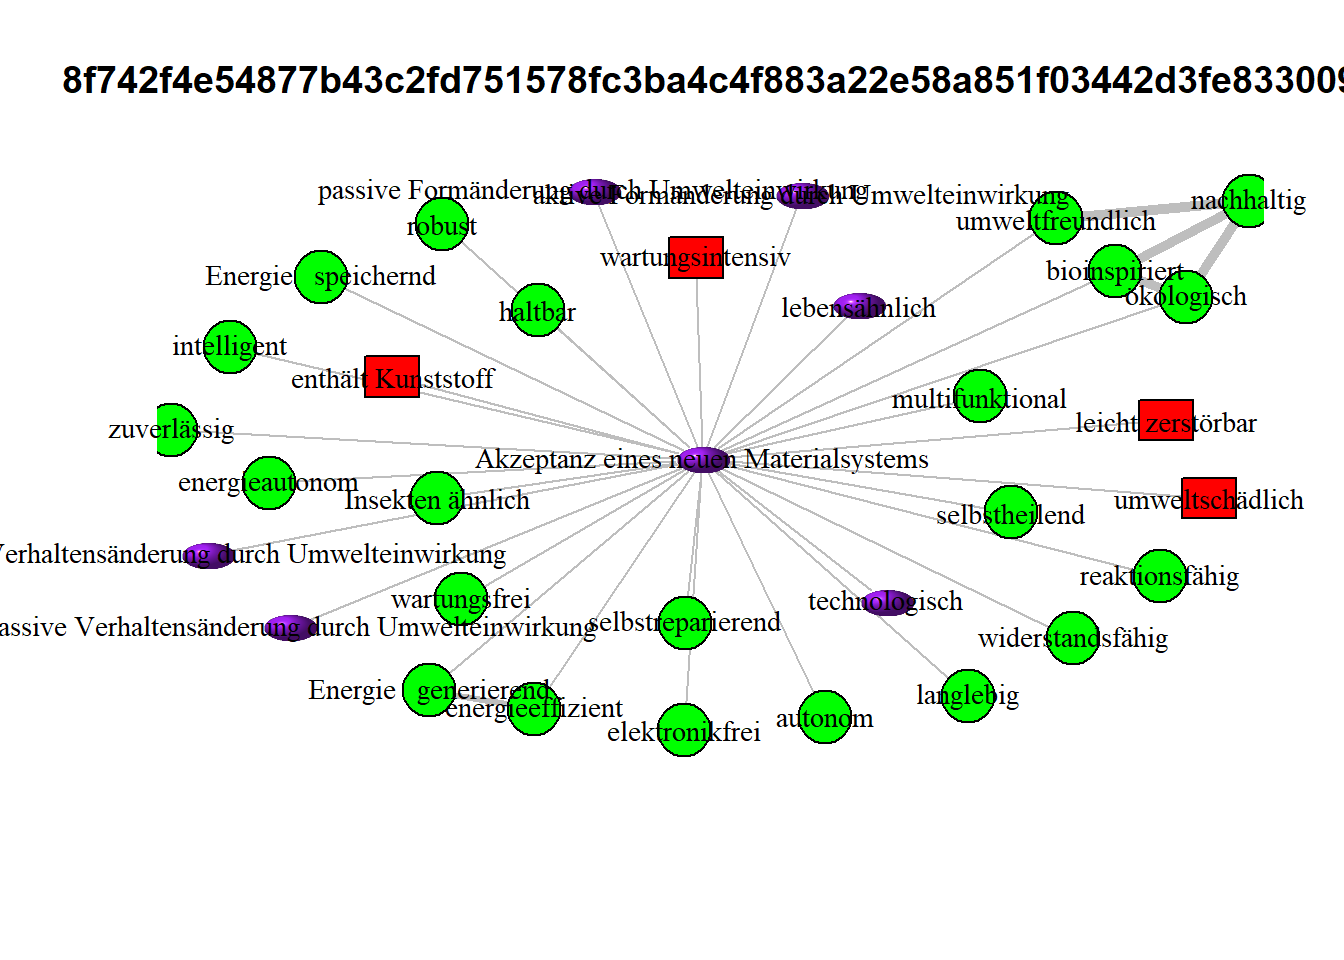 8f742f4e54877b43c2fd751578fc3ba4c4f883a22e58a851f03442d3fe833009
passive Formänderung durch Umwelteinwirkung
aktive Formänderung durch Umwelteinwirkung
nachhaltig
robust
umweltfreundlich
wartungsintensiv
Energie speichernd
bioinspiriert
ökologisch
haltbar
lebensähnlich
intelligent
enthält Kunststoff
multifunktional
leicht zerstörbar
zuverlässig
Akzeptanz eines neuen Materialsystems
energieautonom
Insekten ähnlich
umweltschädlich
selbstheilend
Verhaltensänderung durch Umwelteinwirkung
reaktionsfähig
wartungsfrei
technologisch
assive Verhaltensänderung durch Umwelteinwirkung
selbstreparierend
widerstandsfähig
Energie generierend
energieeffizient
langlebig
elektronikfrei
autonom